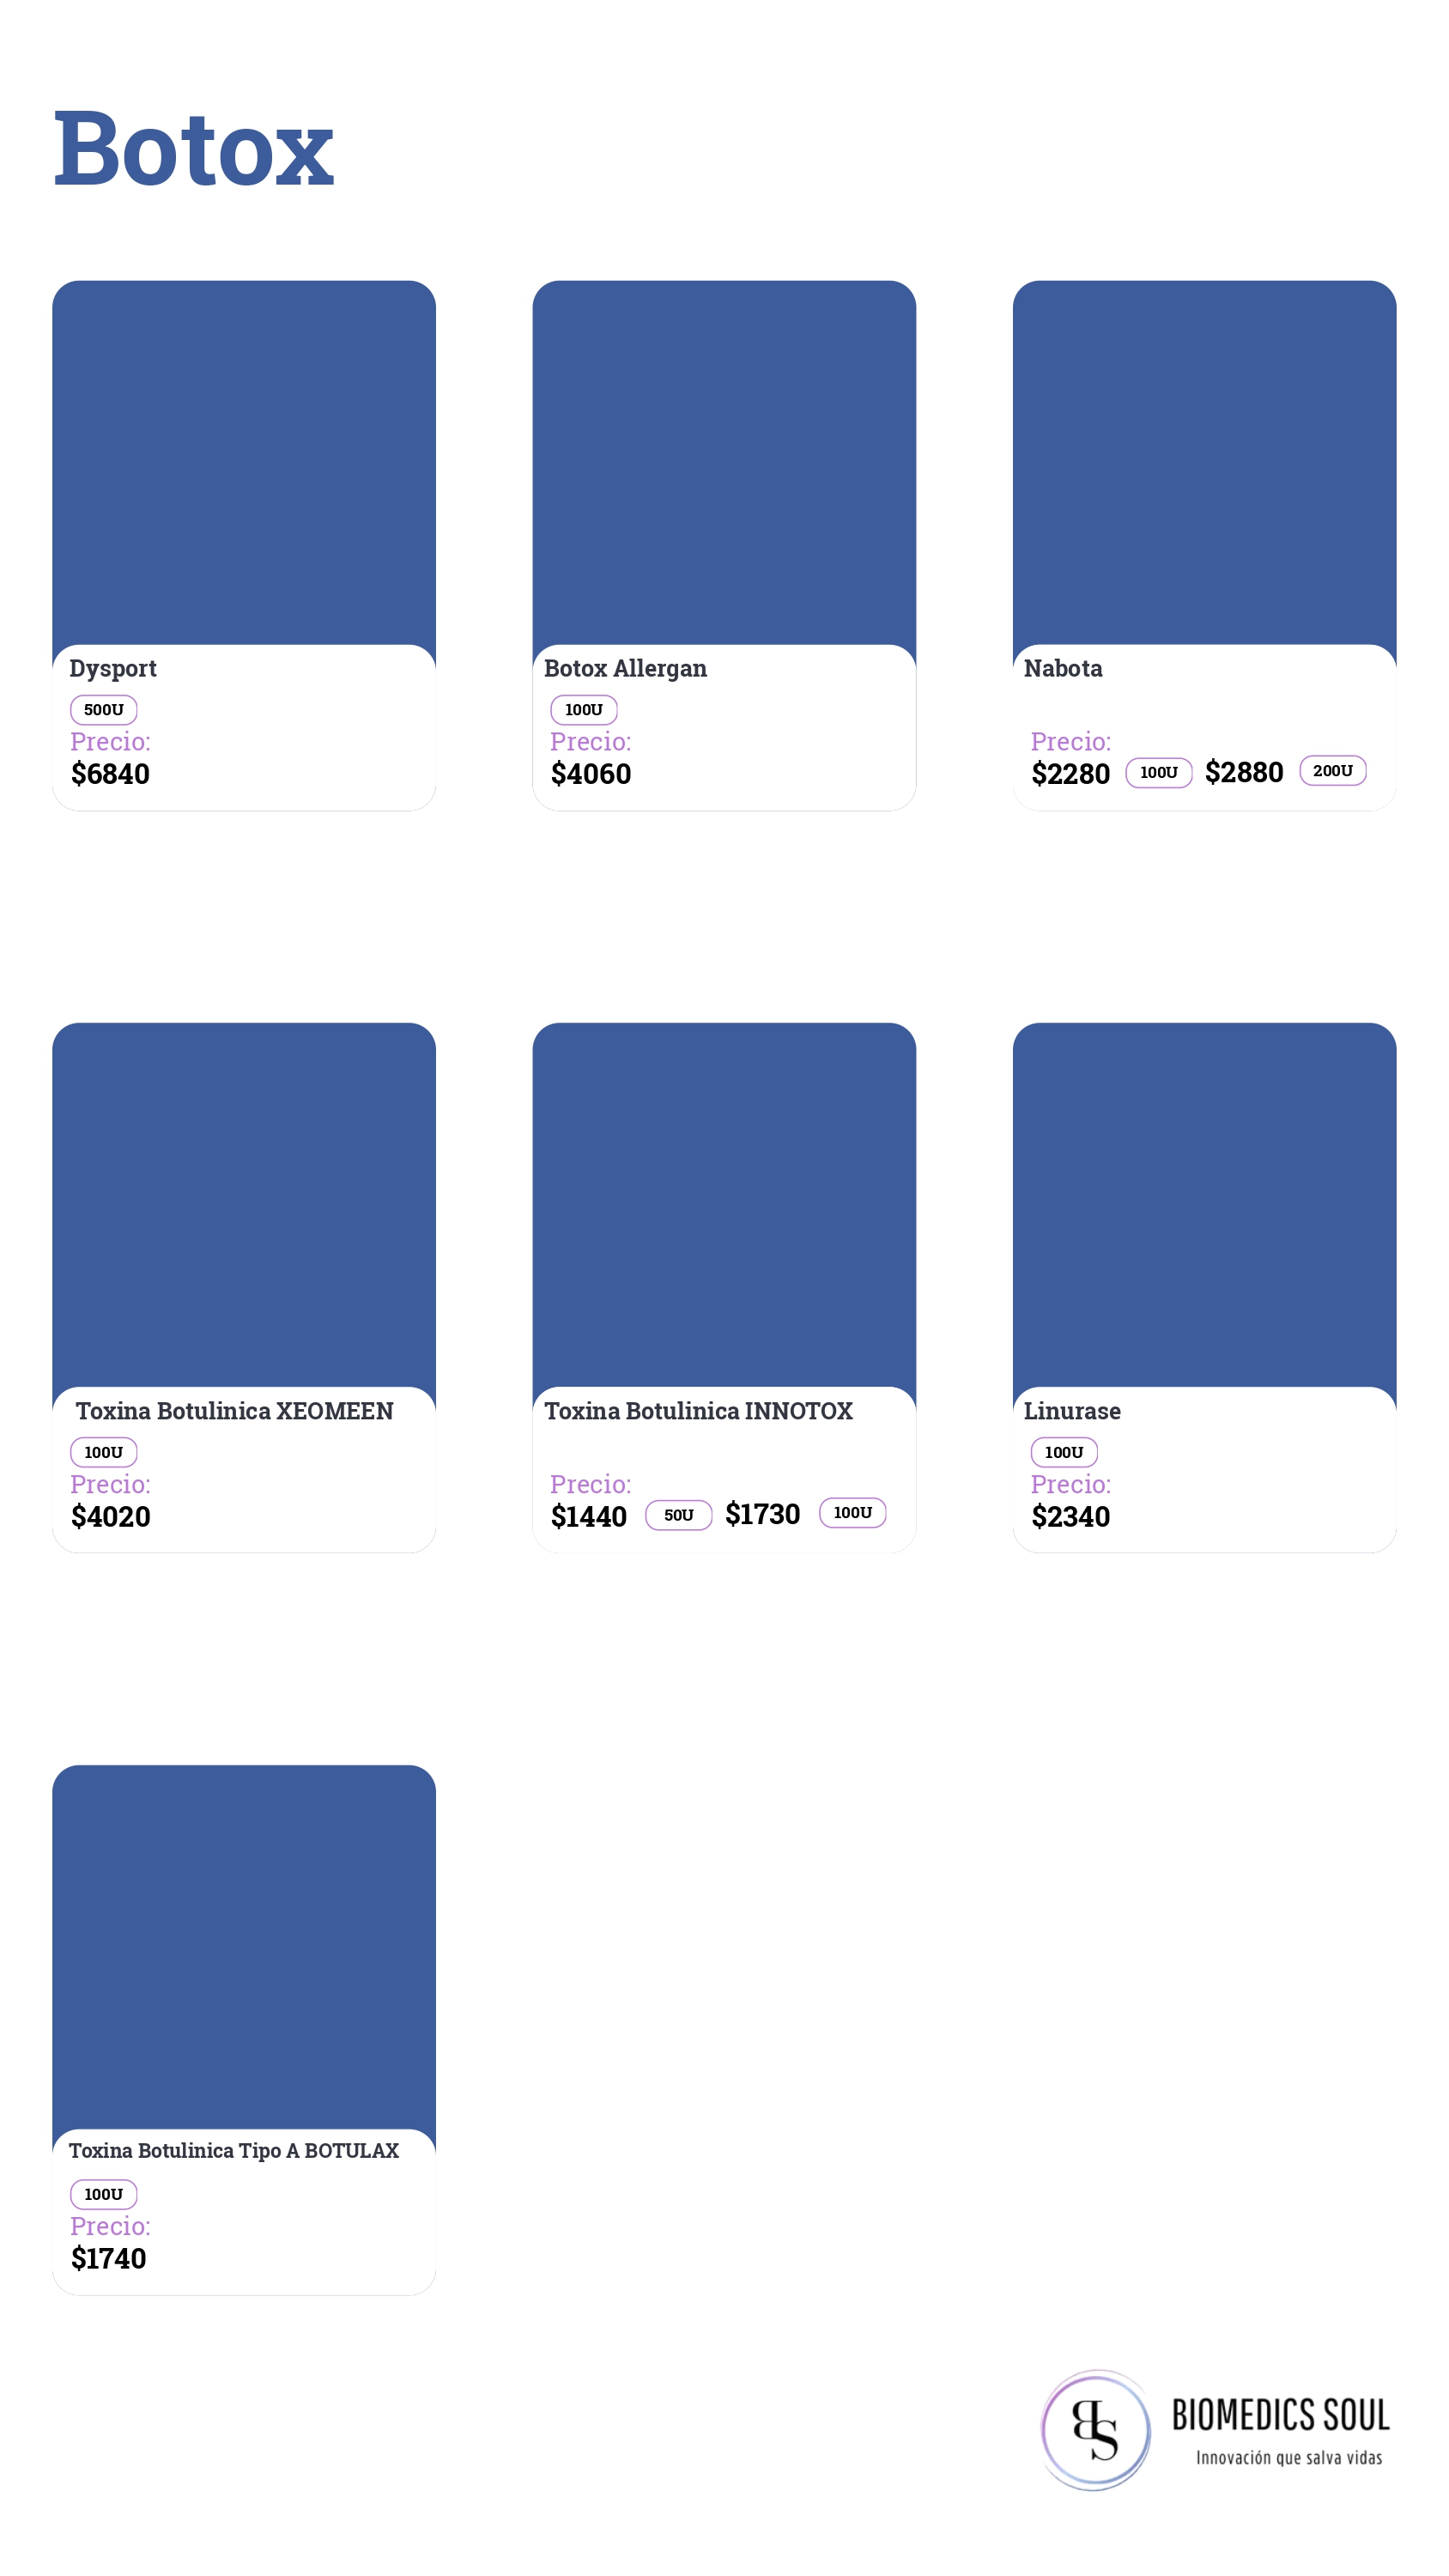 Botox
Dysport
500U
Precio:
$6840
Botox Allergan
100U
Precio:
$4060
Nabota
Precio:
$2280 100U $2880 200U
Toxina Botulinica XEOMEEN
100U
Precio:
$4020
Toxina Botulinica INNOTOX
Precio:
$1440 50U $1730 100U
Linurase
100U
Precio:
$2340
Toxina Botulinica Tipo A BOTULAX
100U
Precio:
$1740
BS
BIOMEDICS SOUL
Innovación que salva vidas